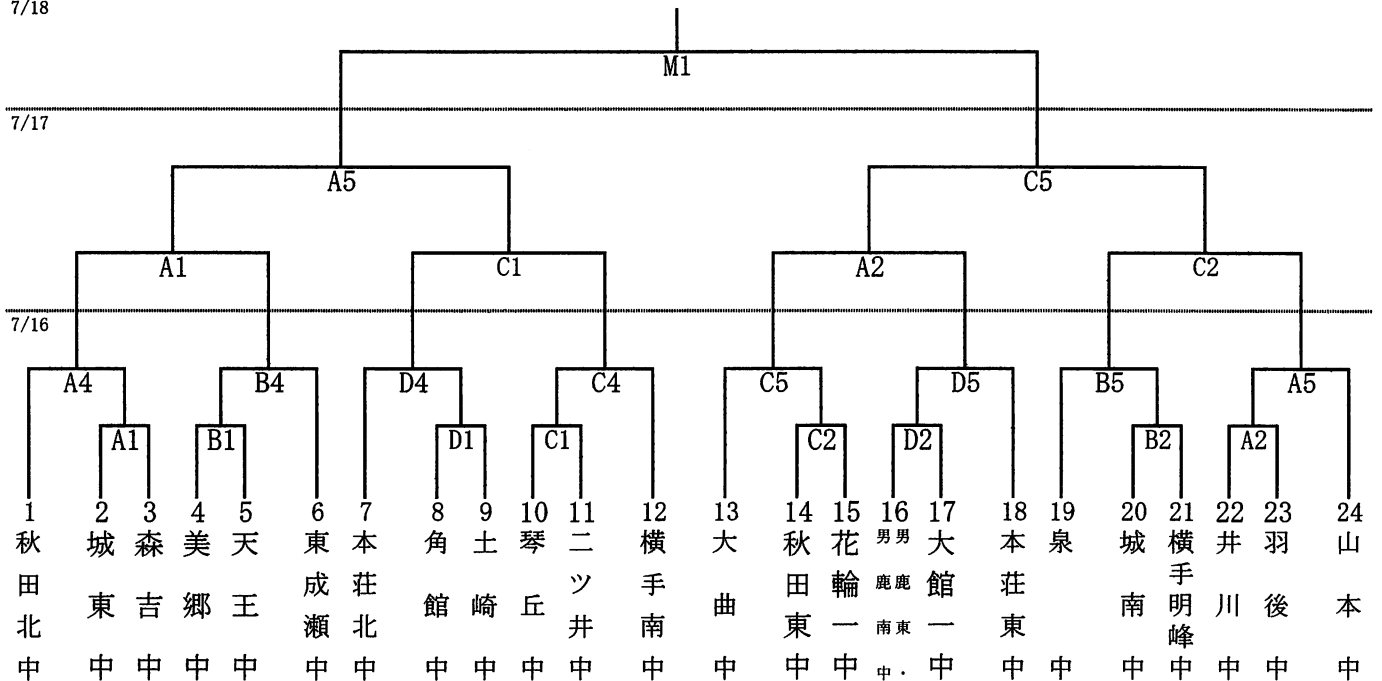 7/18
M1
7/17
A5
C5
A1
C1
A2
C2
7/16
A4
B4
D4
C4
C5
D5
B5
A5
A1
B1
D1
C1
C2
D2
B2
A2
1 秋田北中
2 城東中
3 森吉中
4 美郷中
5 天王中
6 東成瀬中
7 本荘北中
8 角館中
9 土崎中
10 琴丘中
11 二ツ井中
12 横手南中
13 大曲中
14 秋田東中
15 花輪一中
16 男鹿東・男鹿南中
17 大館一中
18 本荘東中
19 泉中
20 城南中
21 横手明峰中
22 井川中
23 羽後中
24 山本中